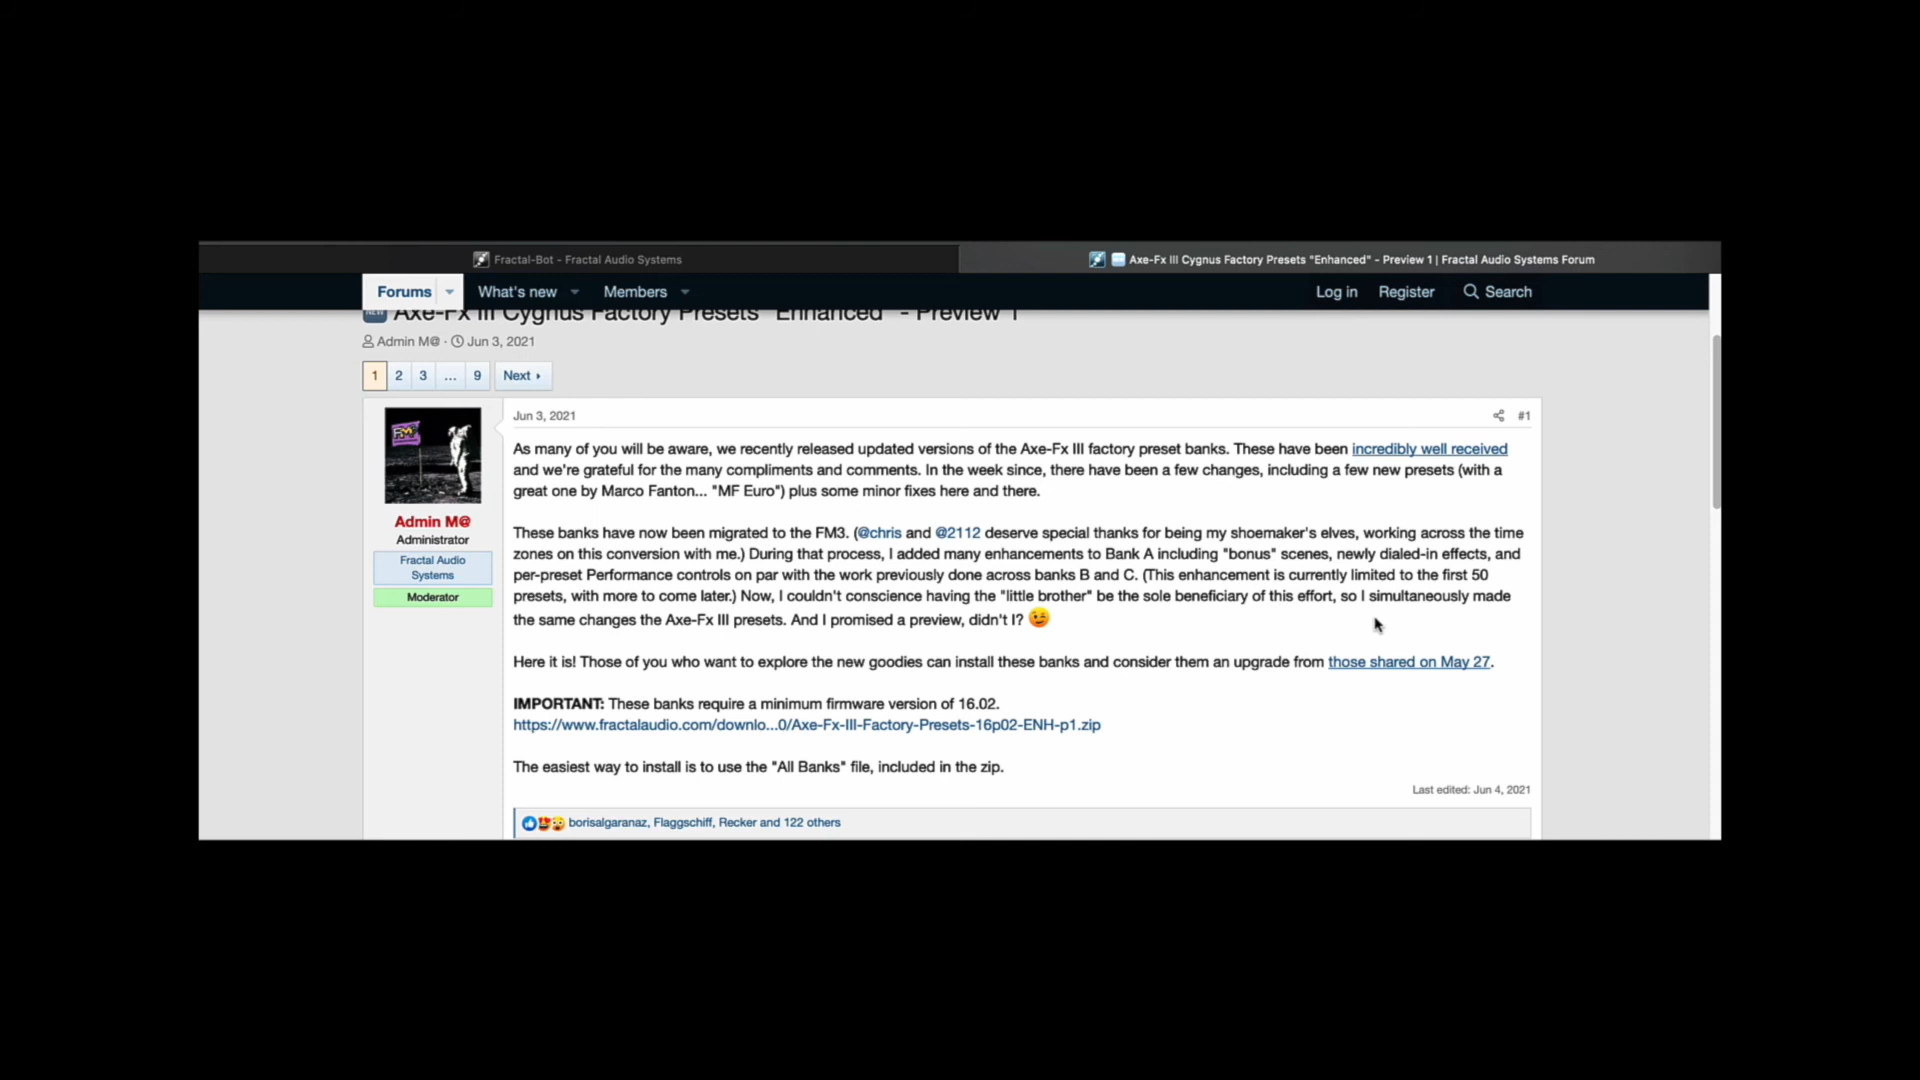 Fractal-Bot - Fractal Audio Systems
Axe-Fx III Cygnus Factory Presets "Enhanced" - Preview 1 | Fractal Audio Systems Forum
Forums What's new Members Log in Register Search
NEW Axe-Fx III Cygnus Factory Presets "Enhanced" - Preview 1
Admin M@ · Jun 3, 2021
1 2 3 ... 9 Next
Jun 3, 2021 #1
FM3
Admin M@
Administrator
Fractal Audio
Systems
Moderator
As many of you will be aware, we recently released updated versions of the Axe-Fx III factory preset banks. These have been incredibly well received
and we're grateful for the many compliments and comments. In the week since, there have been a few changes, including a few new presets (with a
great one by Marco Fanton... "MF Euro") plus some minor fixes here and there.
These banks have now been migrated to the FM3. (@chris and @2112 deserve special thanks for being my shoemaker's elves, working across the time
zones on this conversion with me.) During that process, I added many enhancements to Bank A including "bonus" scenes, newly dialed-in effects, and
per-preset Performance controls on par with the work previously done across banks B and C. (This enhancement is currently limited to the first 50
presets, with more to come later.) Now, I couldn't conscience having the "little brother" be the sole beneficiary of this effort, so I simultaneously made
the same changes the Axe-Fx III presets. And I promised a preview, didn't I?
Here it is! Those of you who want to explore the new goodies can install these banks and consider them an upgrade from those shared on May 27.
IMPORTANT: These banks require a minimum firmware version of 16.02.
https://www.fractalaudio.com/downlo...0/Axe-Fx-III-Factory-Presets-16p02-ENH-p1.zip
The easiest way to install is to use the "All Banks" file, included in the zip.
Last edited: Jun 4, 2021
borisalgaranaz, Flaggschiff, Recker and 122 others